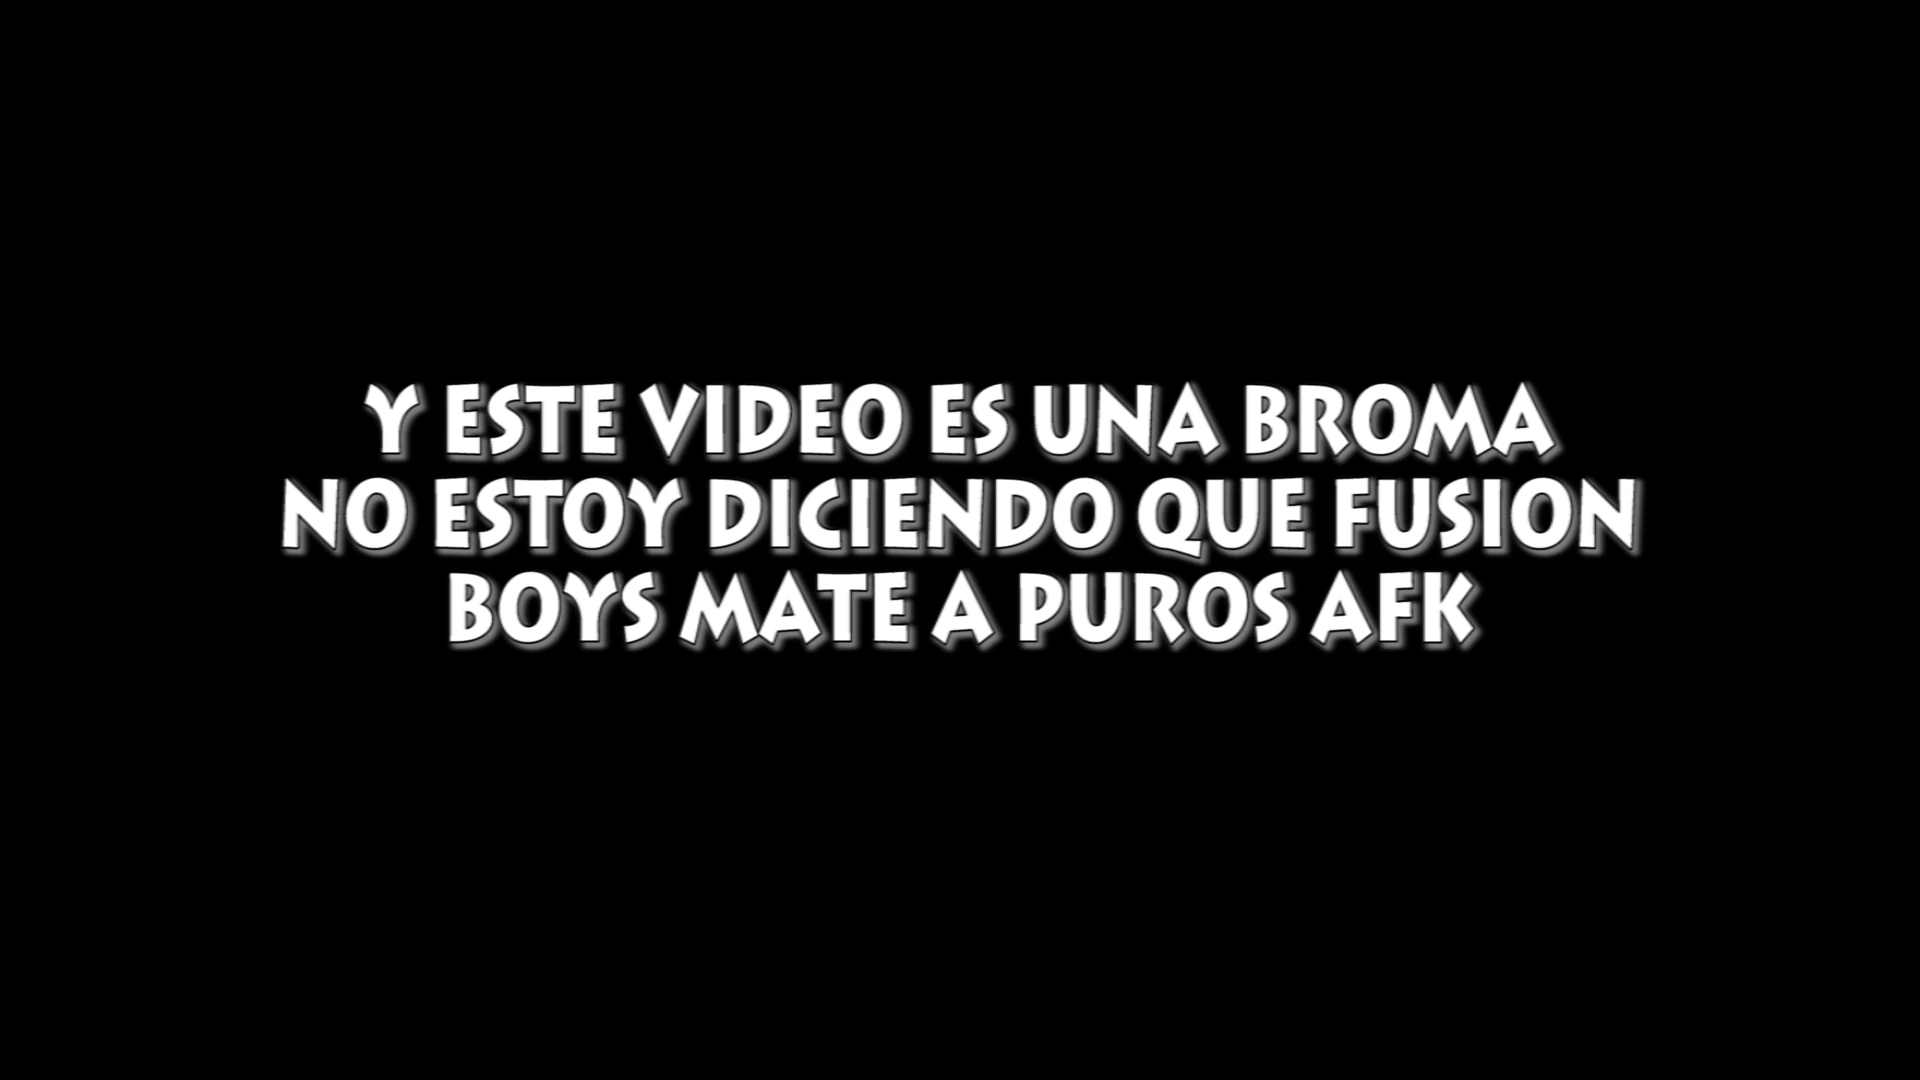 Y ESTE VIDEO ES UNA BROMA
NO ESTOY DICIENDO QUE FUSION
BOYS MATE A PUROS AFK